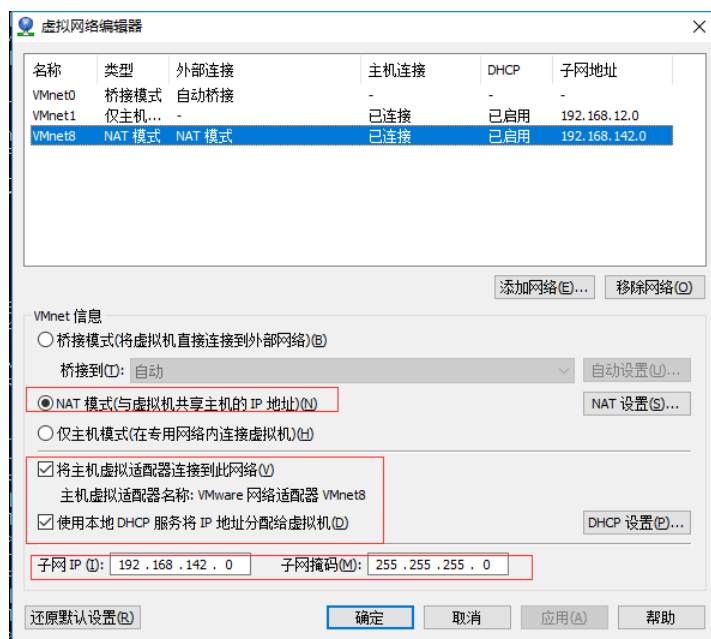 虚拟网络编辑器
名称 类型 外部连接 主机连接 DHCP 子网地址
VMnet0 桥接模式 自动桥接 - - -
VMnet1 仅主机... - 已连接 已启用 192.168.12.0
VMnet8 NAT 模式 NAT 模式 已连接 已启用 192.168.142.0
添加网络(E)... 移除网络(O)
VMnet 信息
桥接模式(将虚拟机直接连接到外部网络)(B)
桥接到(T): 自动 自动设置(U)...
NAT 模式(与虚拟机共享主机的 IP 地址)(N) NAT 设置(S)...
仅主机模式(在专用网络内连接虚拟机)(H)
将主机虚拟适配器连接到此网络(V)
主机虚拟适配器名称: VMware 网络适配器 VMnet8
使用本地 DHCP 服务将 IP 地址分配给虚拟机(D) DHCP 设置(P)...
子网 IP (I): 192 . 168 . 142 . 0 子网掩码(M): 255 . 255 . 255 . 0
还原默认设置(R) 确定 取消 应用(A) 帮助